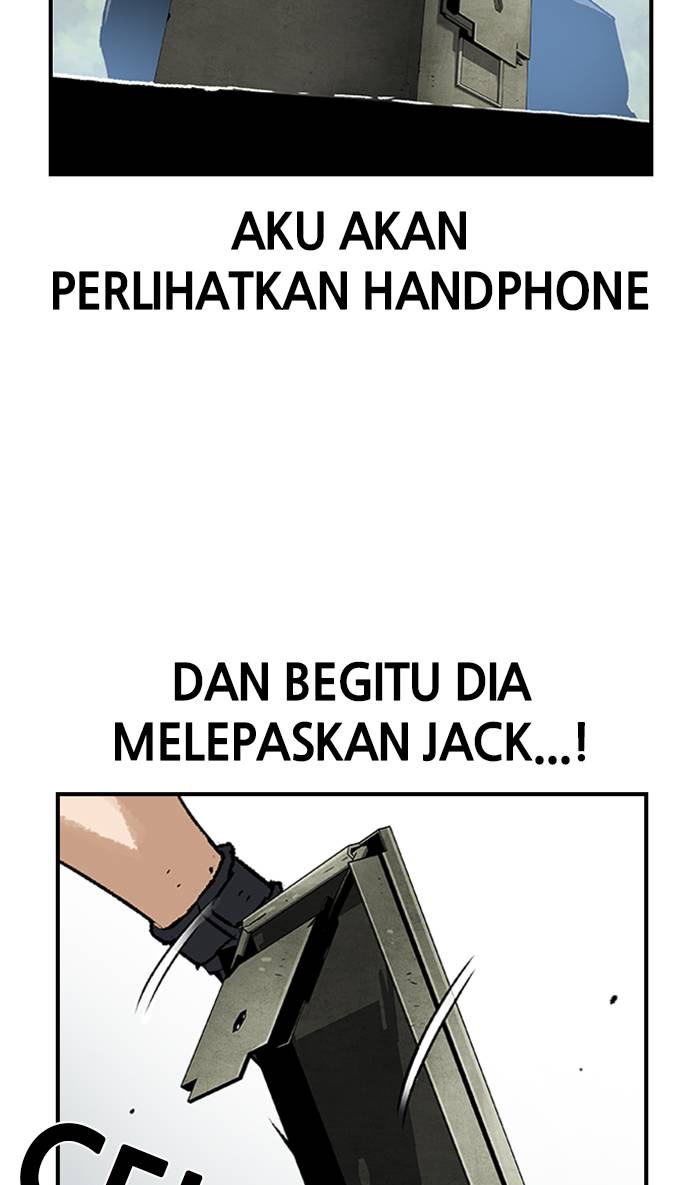 AKU AKAN
PERLIHATKAN HANDPHONE
DAN BEGITU DIA
MELEPASKAN JACK...!